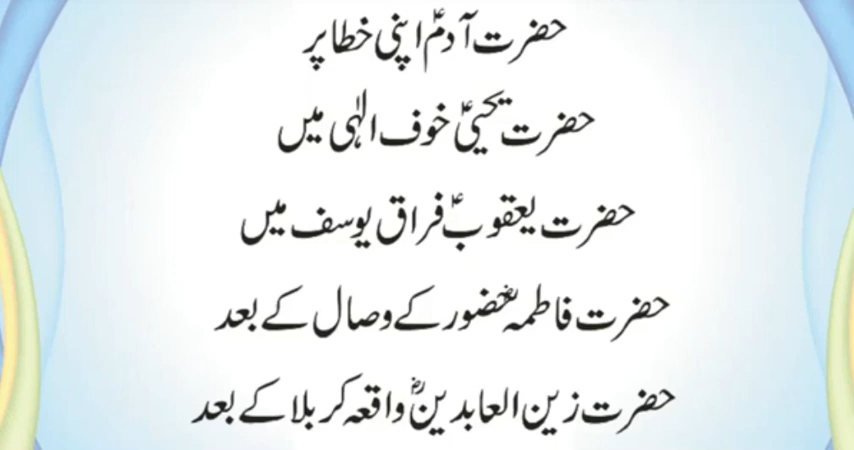 حضرت آدمؑ اپنی خطا پر
حضرت یحییٰؑ خوف الٰہی میں
حضرت یعقوبؑ فراق یوسف میں
حضرت فاطمہؓ حضور کے وصال کے بعد
حضرت زین العابدینؓ واقعہ کربلا کے بعد